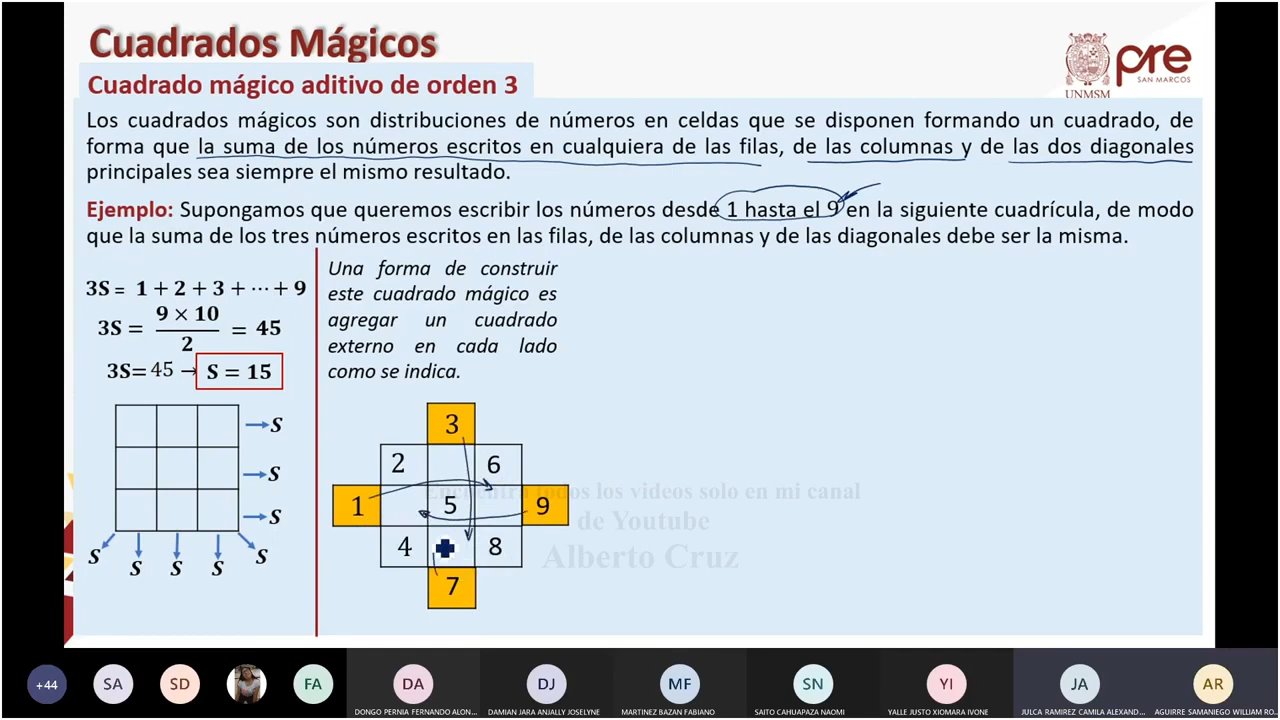 Cuadrados Mágicos
Cuadrado mágico aditivo de orden 3
UNMSM
pre
SAN MARCOS
Los cuadrados mágicos son distribuciones de números en celdas que se disponen formando un cuadrado, de
forma que la suma de los números escritos en cualquiera de las filas, de las columnas y de las dos diagonales
principales sea siempre el mismo resultado.
Ejemplo: Supongamos que queremos escribir los números desde 1 hasta el 9 en la siguiente cuadrícula, de modo
que la suma de los tres números escritos en las filas, de las columnas y de las diagonales debe ser la misma.
3S = 1 + 2 + 3 + ⋯ + 9
3S = 9 × 10 / 2 = 45
3S= 45 → S = 15
S
S
S
S S S S S
Una forma de construir
este cuadrado mágico es
agregar un cuadrado
externo en cada lado
como se indica.
3
2 6
1 5 9
4 8
7
Encuentra todos los videos solo en mi canal
de Youtube
Alberto Cruz
+44 SA SD FA DA DJ MF SN YI JA AR
DONGO PERNIA FERNANDO ALON... DAMIAN JARA ANJALLY JOSELYNE MARTINEZ BAZAN FABIANO SAITO CAHUAPAZA NAOMI YALLE JUSTO XIOMARA IVONE JULCA RAMIREZ CAMILA ALEXAND... AGUIRRE SAMANIEGO WILLIAM RO...